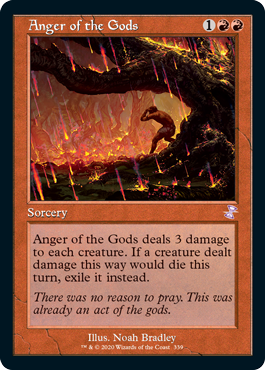 Anger of the Gods 1
Sorcery
Anger of the Gods deals 3 damage
to each creature. If a creature dealt
damage this way would die this
turn, exile it instead.
There was no reason to pray. This was
already an act of the gods.
Illus. Noah Bradley
™ & © 2020 Wizards of the Coast 339